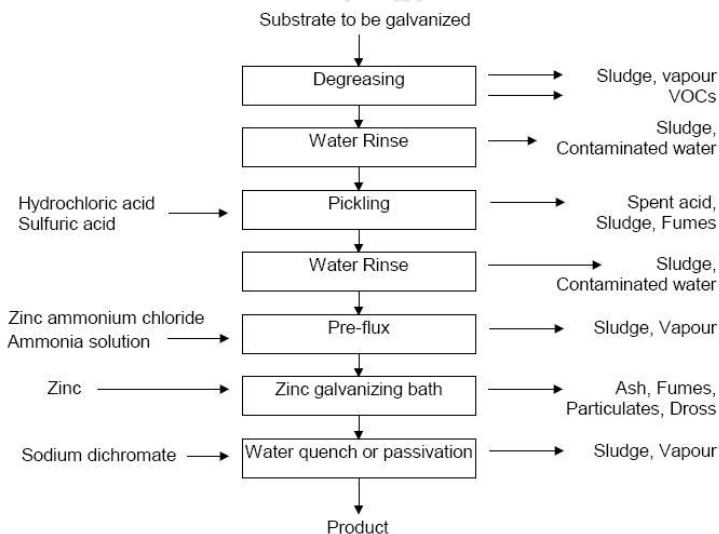 Substrate to be galvanized
Degreasing
Sludge, vapour
VOCs
Water Rinse
Sludge,
Contaminated water
Hydrochloric acid
Sulfuric acid
Pickling
Spent acid,
Sludge, Fumes
Water Rinse
Sludge,
Contaminated water
Zinc ammonium chloride
Ammonia solution
Pre-flux
Sludge, Vapour
Zinc
Zinc galvanizing bath
Ash, Fumes,
Particulates, Dross
Sodium dichromate
Water quench or passivation
Sludge, Vapour
Product